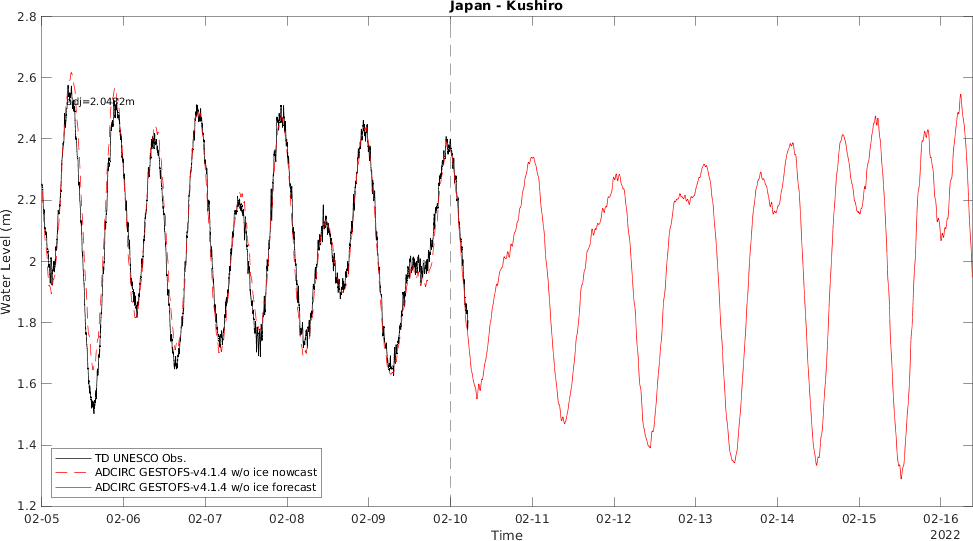 Japan - Kushiro
2.8
2.6
2.4
2.2
2
1.8
1.6
1.4
1.2
Water Level (m)
TD UNESCO Obs.
ADCIRC GESTOFS-v4.1.4 w/o ice nowcast
ADCIRC GESTOFS-v4.1.4 w/o ice forecast
02-05 02-06 02-07 02-08 02-09 02-10 02-11 02-12 02-13 02-14 02-15 02-16
Time
2022